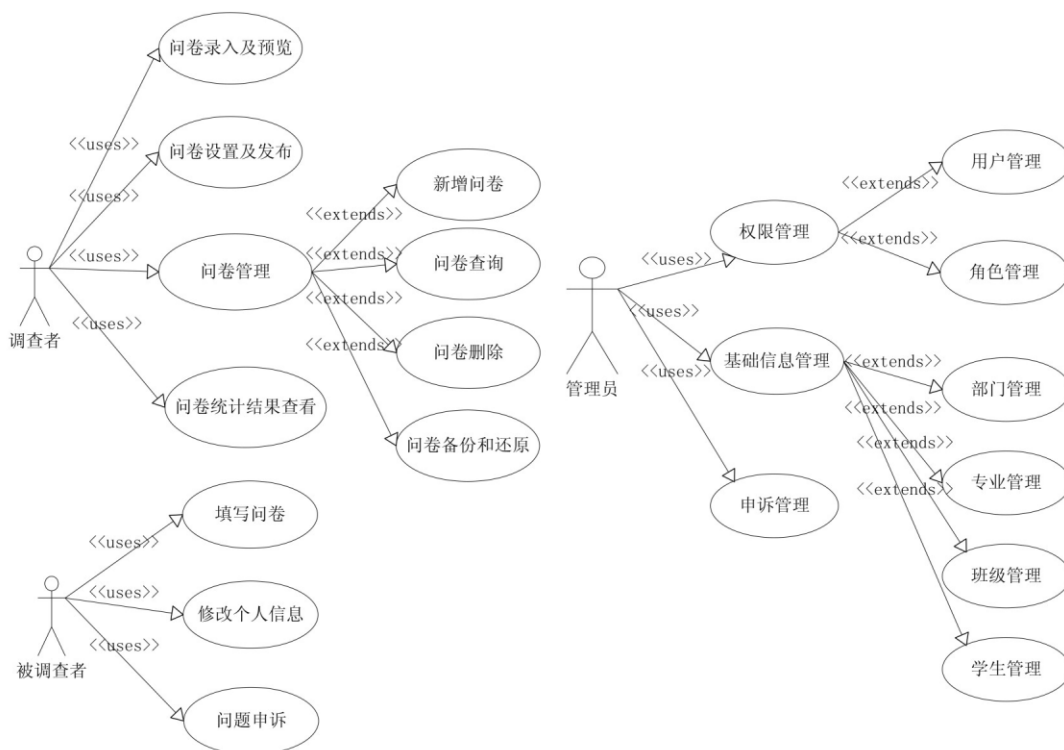 问卷录入及预览
<<uses>>
问卷设置及发布
<<uses>>
<<uses>>
问卷管理
<<uses>>
调查者
问卷统计结果查看
<<extends>>
新增问卷
<<extends>>
问卷查询
<<extends>>
问卷删除
<<extends>>
问卷备份和还原
<<uses>>
填写问卷
<<uses>>
修改个人信息
<<uses>>
被调查者
问题申诉
用户管理
<<extends>>
权限管理
<<extends>>
角色管理
<<uses>>
<<uses>>
基础信息管理
<<uses>>
管理员
申诉管理
<<extends>>
部门管理
<<extends>>
<<extends>>
专业管理
<<extends>>
班级管理
学生管理